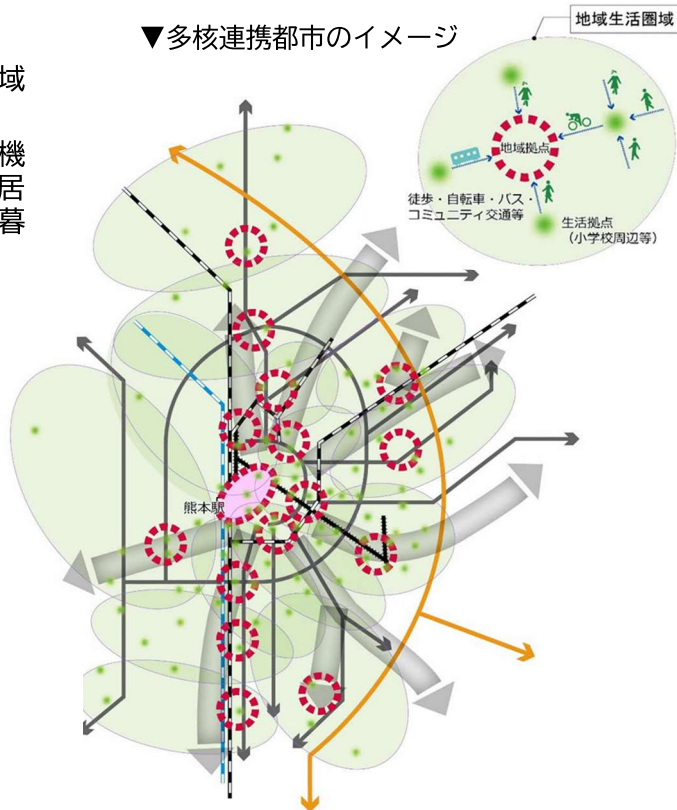 ▼多核連携都市のイメージ
域
機
居
暮
地域生活圏域
地域拠点
徒歩・自転車・バス・
コミュニティ交通等
生活拠点
（小学校周辺等）
熊本駅